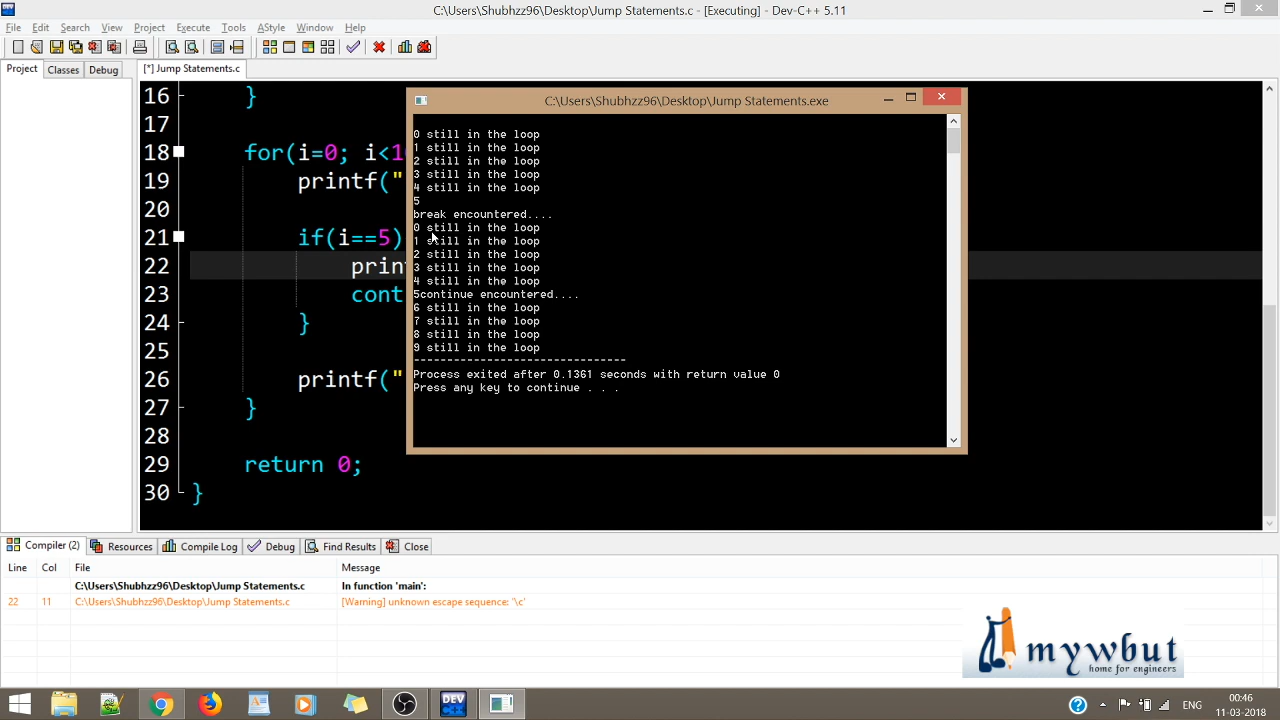 C:\Users\Shubhzz96\Desktop\Jump Statements.c - [Executing] - Dev-C++ 5.11
File Edit Search View Project Execute Tools AStyle Window Help
Project Classes Debug
[*] Jump Statements.c
16 }
17
18 for(i=0; i<1
19 printf("
20
21 if(i==5)
22 prin
23 cont
24 }
25
26 printf("
27 }
28
29 return 0;
30 }
C:\Users\Shubhzz96\Desktop\Jump Statements.exe
0 still in the loop
1 still in the loop
2 still in the loop
3 still in the loop
4 still in the loop
5
break encountered....
0 still in the loop
1 still in the loop
2 still in the loop
3 still in the loop
4 still in the loop
5continue encountered....
6 still in the loop
7 still in the loop
8 still in the loop
9 still in the loop
--------------------------------
Process exited after 0.1361 seconds with return value 0
Press any key to continue . . .
Compiler (2) Resources Compile Log Debug Find Results Close
Line Col File Message
C:\Users\Shubhzz96\Desktop\Jump Statements.c In function 'main':
22 11 C:\Users\Shubhzz96\Desktop\Jump Statements.c [Warning] unknown escape sequence: '\c'
mywbut
home for engineers
DEV
ENG
00:46
11-03-2018